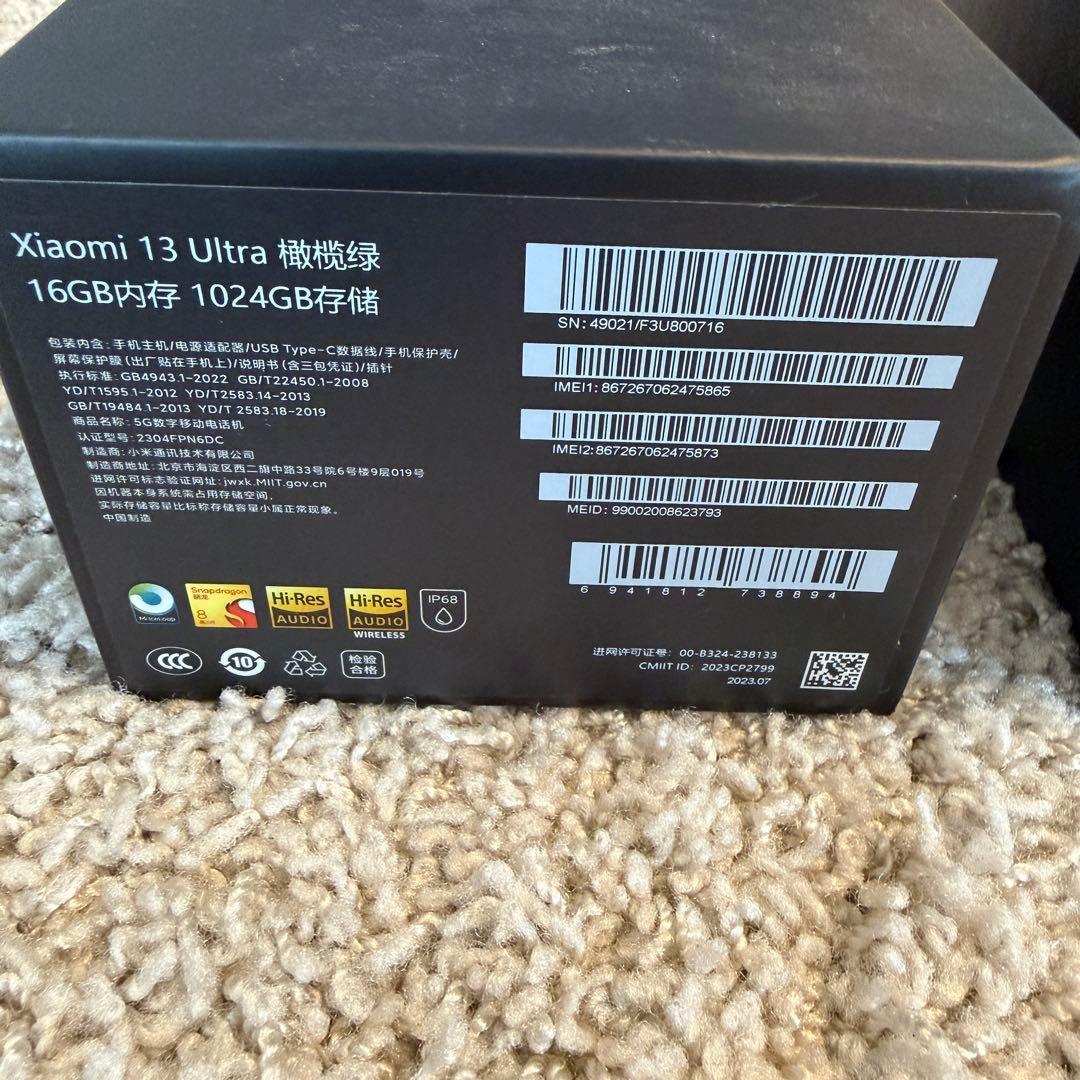 Xiaomi 13 Ultra 橄榄绿
16GB内存 1024GB存储
包装内含: 手机主机/电源适配器/USB Type-C数据线/手机保护壳/
屏幕保护膜(出厂贴在手机上)/说明书(含三包凭证)/插针
执行标准: GB4943.1-2022 GB/T22450.1-2008
YD/T1595.1-2012 YD/T2583.14-2013
GB/T19484.1-2013 YD/T 2583.18-2019
商品名称: 5G数字移动电话机
认证型号: 2304FPN6DC
制造商: 小米通讯技术有限公司
制造商地址: 北京市海淀区西二旗中路33号院6号楼9层019号
进网许可标志验证网址: jwxk.MIIT.gov.cn
因机器本身系统需占用存储空间,
实际存储容量比标称存储容量小属正常现象。
中国制造
SN: 49021/F3U800716
IMEI1: 867267062475865
IMEI2: 867267062475873
MEID: 99002008623793
6 941812 738894
Snapdragon
骁龙
8
Hi-Res
AUDIO
Hi-Res
AUDIO
WIRELESS
IP68
CCC
10
检验
合格
进网许可证号: 00-B324-238133
CMIIT ID: 2023CP2799
2023.07